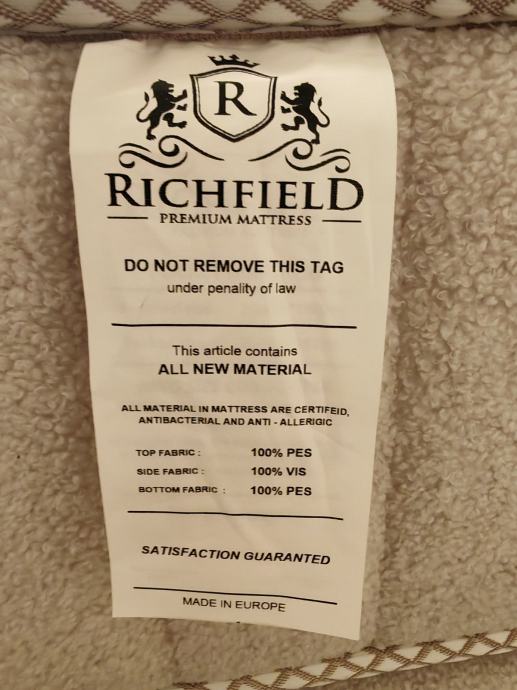 R
RICHFIELD
PREMIUM MATTRESS
DO NOT REMOVE THIS TAG
under penality of law
This article contains
ALL NEW MATERIAL
ALL MATERIAL IN MATTRESS ARE CERTIFEID,
ANTIBACTERIAL AND ANTI - ALLERIGIC
TOP FABRIC : 100% PES
SIDE FABRIC : 100% VIS
BOTTOM FABRIC : 100% PES
SATISFACTION GUARANTED
MADE IN EUROPE